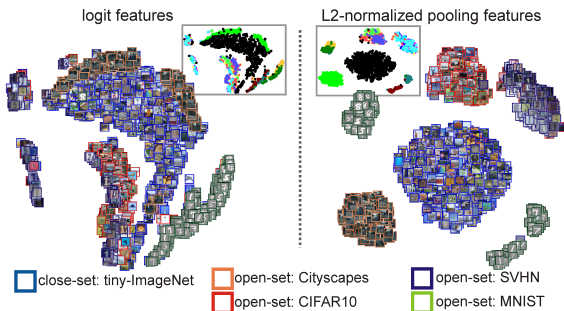 logit features
L2-normalized pooling features
close-set: tiny-ImageNet
open-set: Cityscapes
open-set: SVHN
open-set: CIFAR10
open-set: MNIST